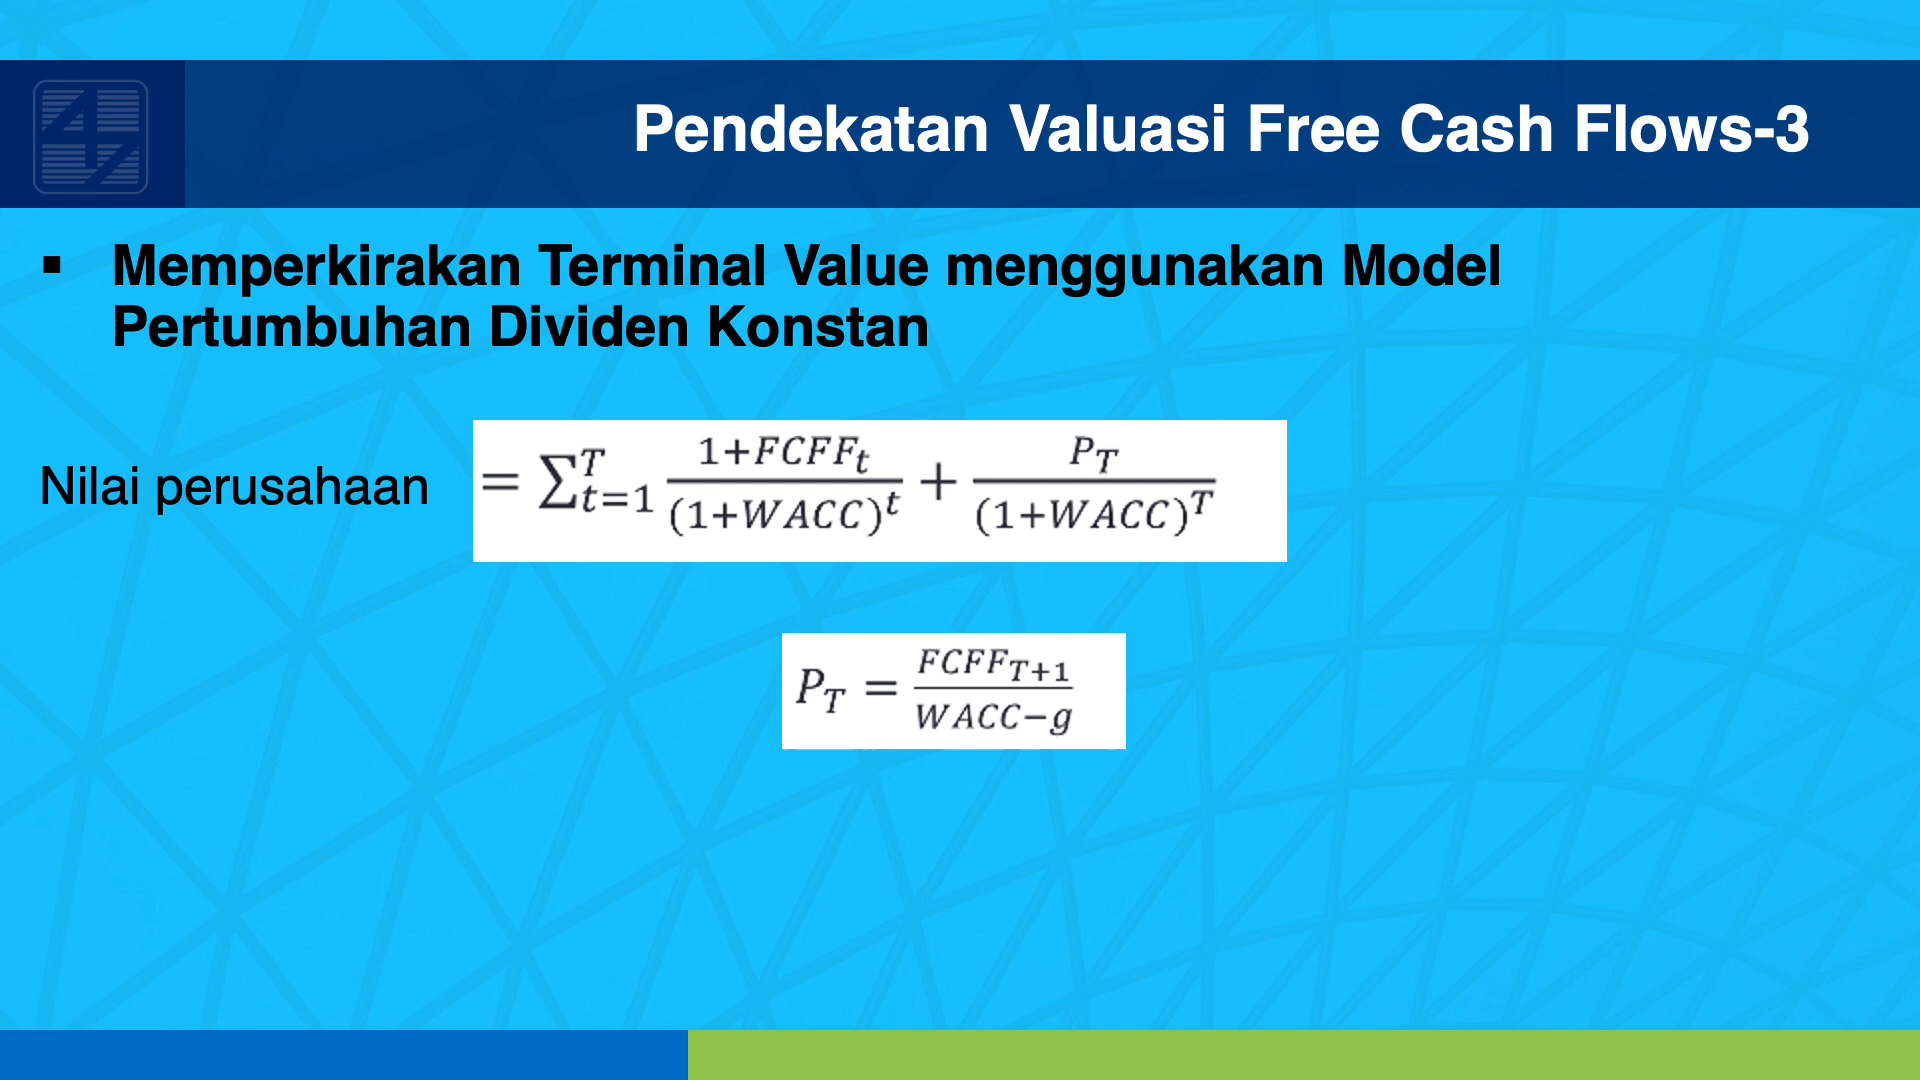 Pendekatan Valuasi Free Cash Flows-3
▪ Memperkirakan Terminal Value menggunakan Model
Pertumbuhan Dividen Konstan
Nilai perusahaan = ∑_{t=1}^{T} \frac{1+FCFF_t}{(1+WACC)^t} + \frac{P_T}{(1+WACC)^T}
P_T = \frac{FCFF_{T+1}}{WACC−g}